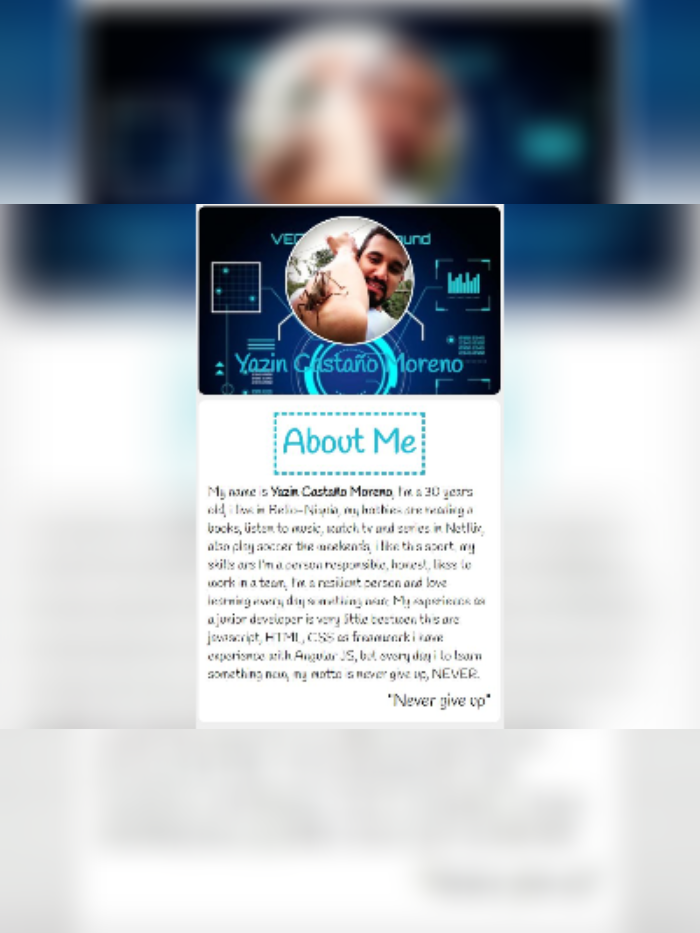 VEC und
Yazin Castaño Moreno
About Me
My name is Yazin Castaño Moreno, I'm a 30 years
old, i live in Bello-Niquia, my hobbies are reading a
books, listen to music, watch tv and series in Netflix,
also play soccer the weekends, i like this sport, my
skills are I'm a person responsible, honest, likes to
work in a team, I'm a resilient person and love
learning every day something new. My experience as
a junior developer is very little between this are
javascript, HTML, CSS as freamwork i have
experience with Angular JS, but every day i to learn
something new, my motto is never give up, NEVER.
"Never give up"